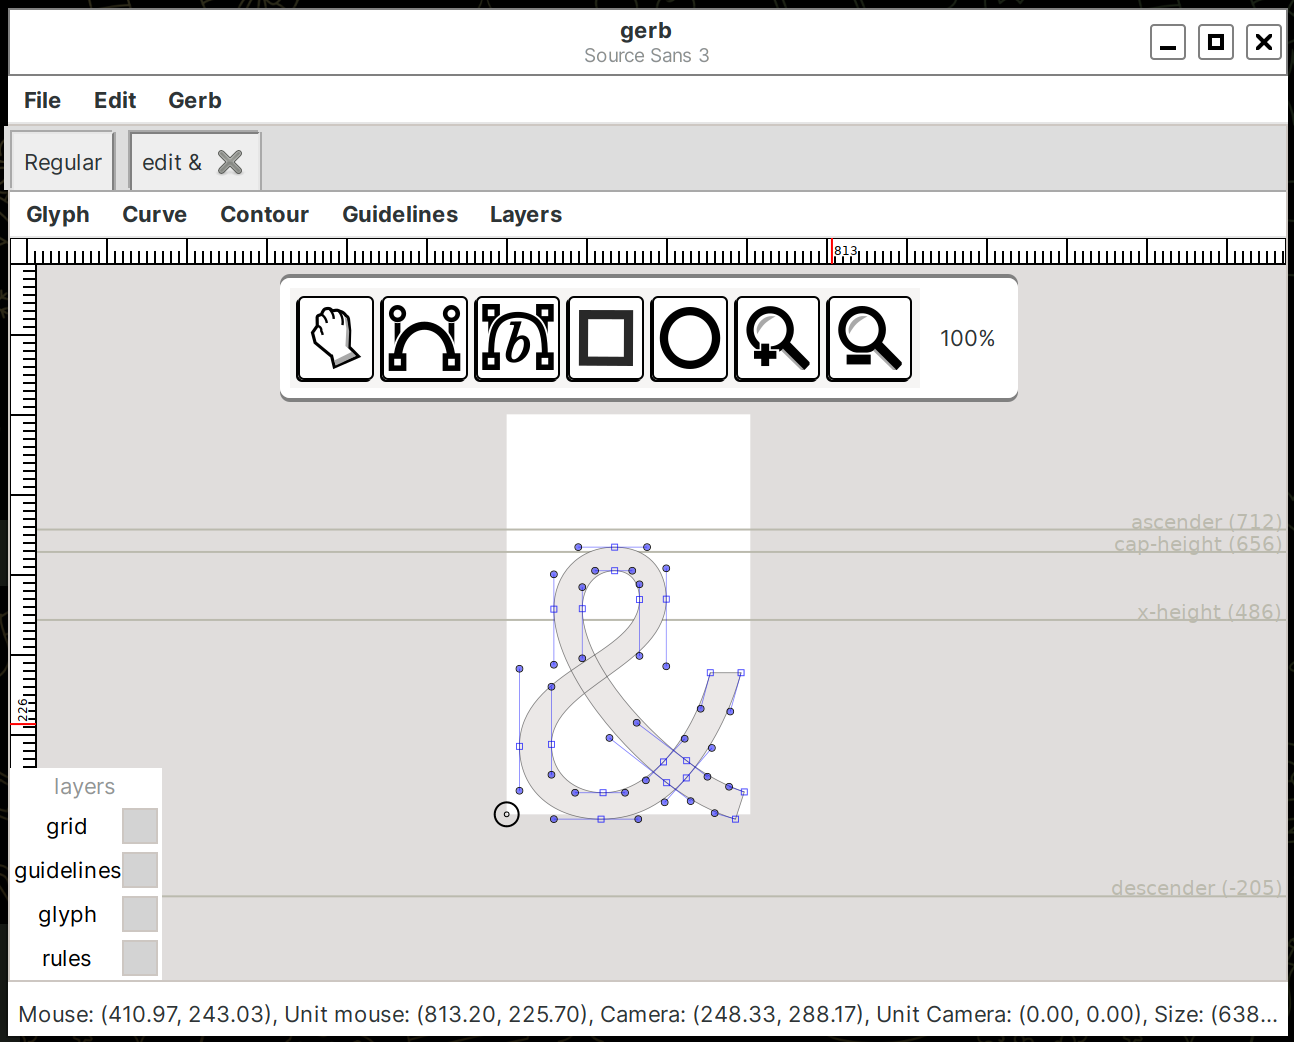 gerb
Source Sans 3
File Edit Gerb
Regular edit &
Glyph Curve Contour Guidelines Layers
813
b
100%
ascender (712)
cap-height (656)
x-height (486)
226
layers
grid
guidelines
glyph
rules
descender (-205)
Mouse: (410.97, 243.03), Unit mouse: (813.20, 225.70), Camera: (248.33, 288.17), Unit Camera: (0.00, 0.00), Size: (638...